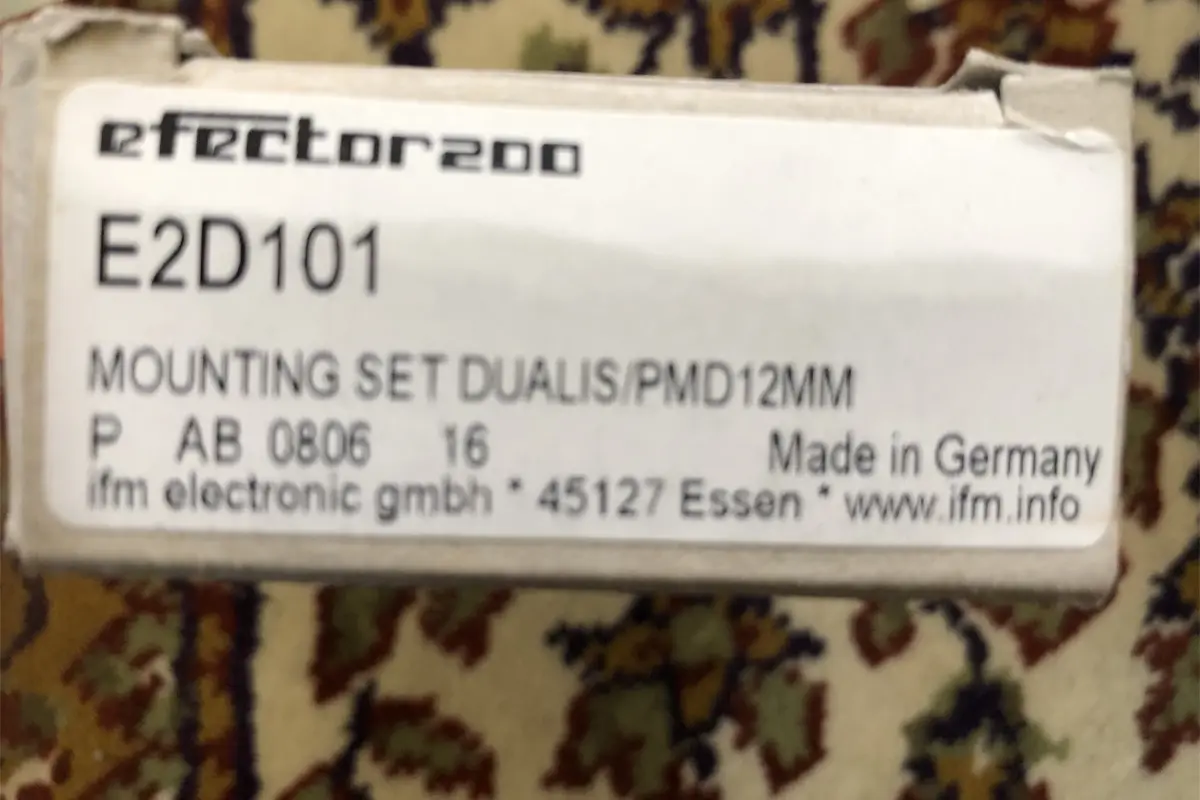 efector200
E2D101
MOUNTING SET DUALIS/PMD12MM
P AB 0806 16 Made in Germany
ifm electronic gmbh * 45127 Essen * www.ifm.info